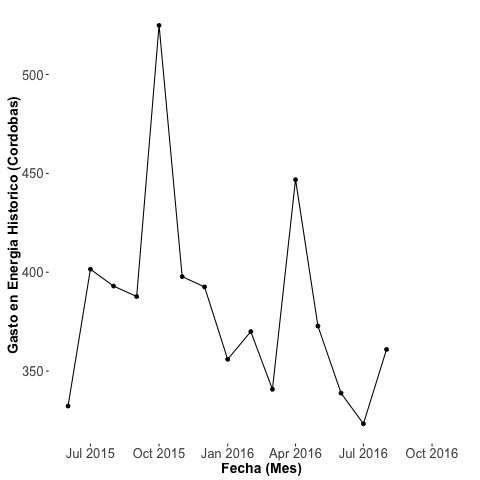 Gasto en Energia Historico (Cordobas)
500
450
400
350
Jul 2015 Oct 2015 Jan 2016 Apr 2016 Jul 2016 Oct 2016
Fecha (Mes)